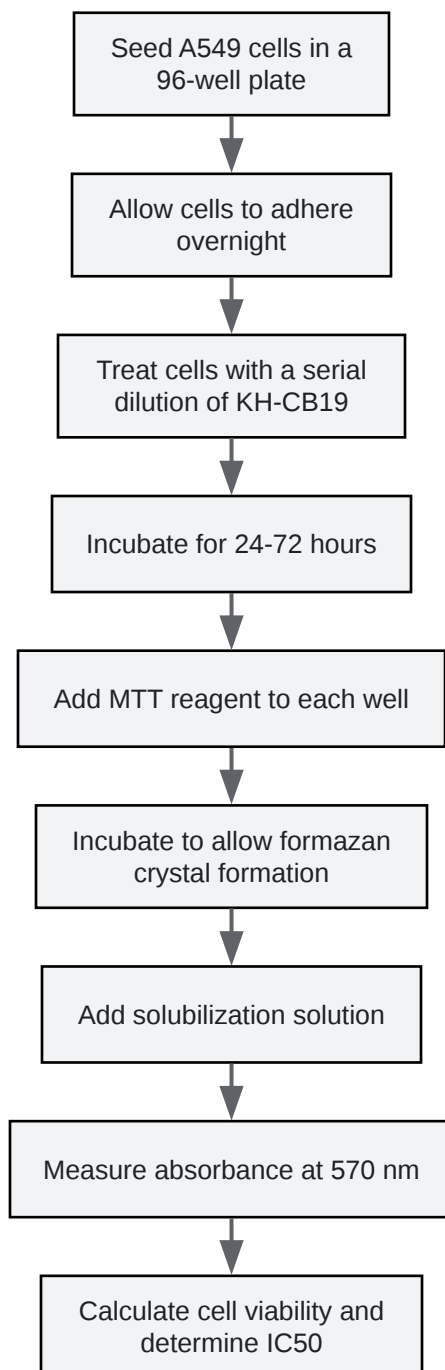 Seed A549 cells in a
96-well plate
Allow cells to adhere
overnight
Treat cells with a serial
dilution of KH-CB19
Incubate for 24-72 hours
Add MTT reagent to each well
Incubate to allow formazan
crystal formation
Add solubilization solution
Measure absorbance at 570 nm
Calculate cell viability and
determine IC50